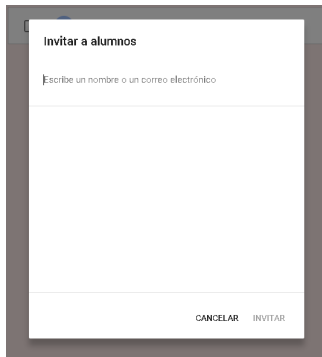 Invitar a alumnos
Escribe un nombre o un correo electrónico
CANCELAR INVITAR